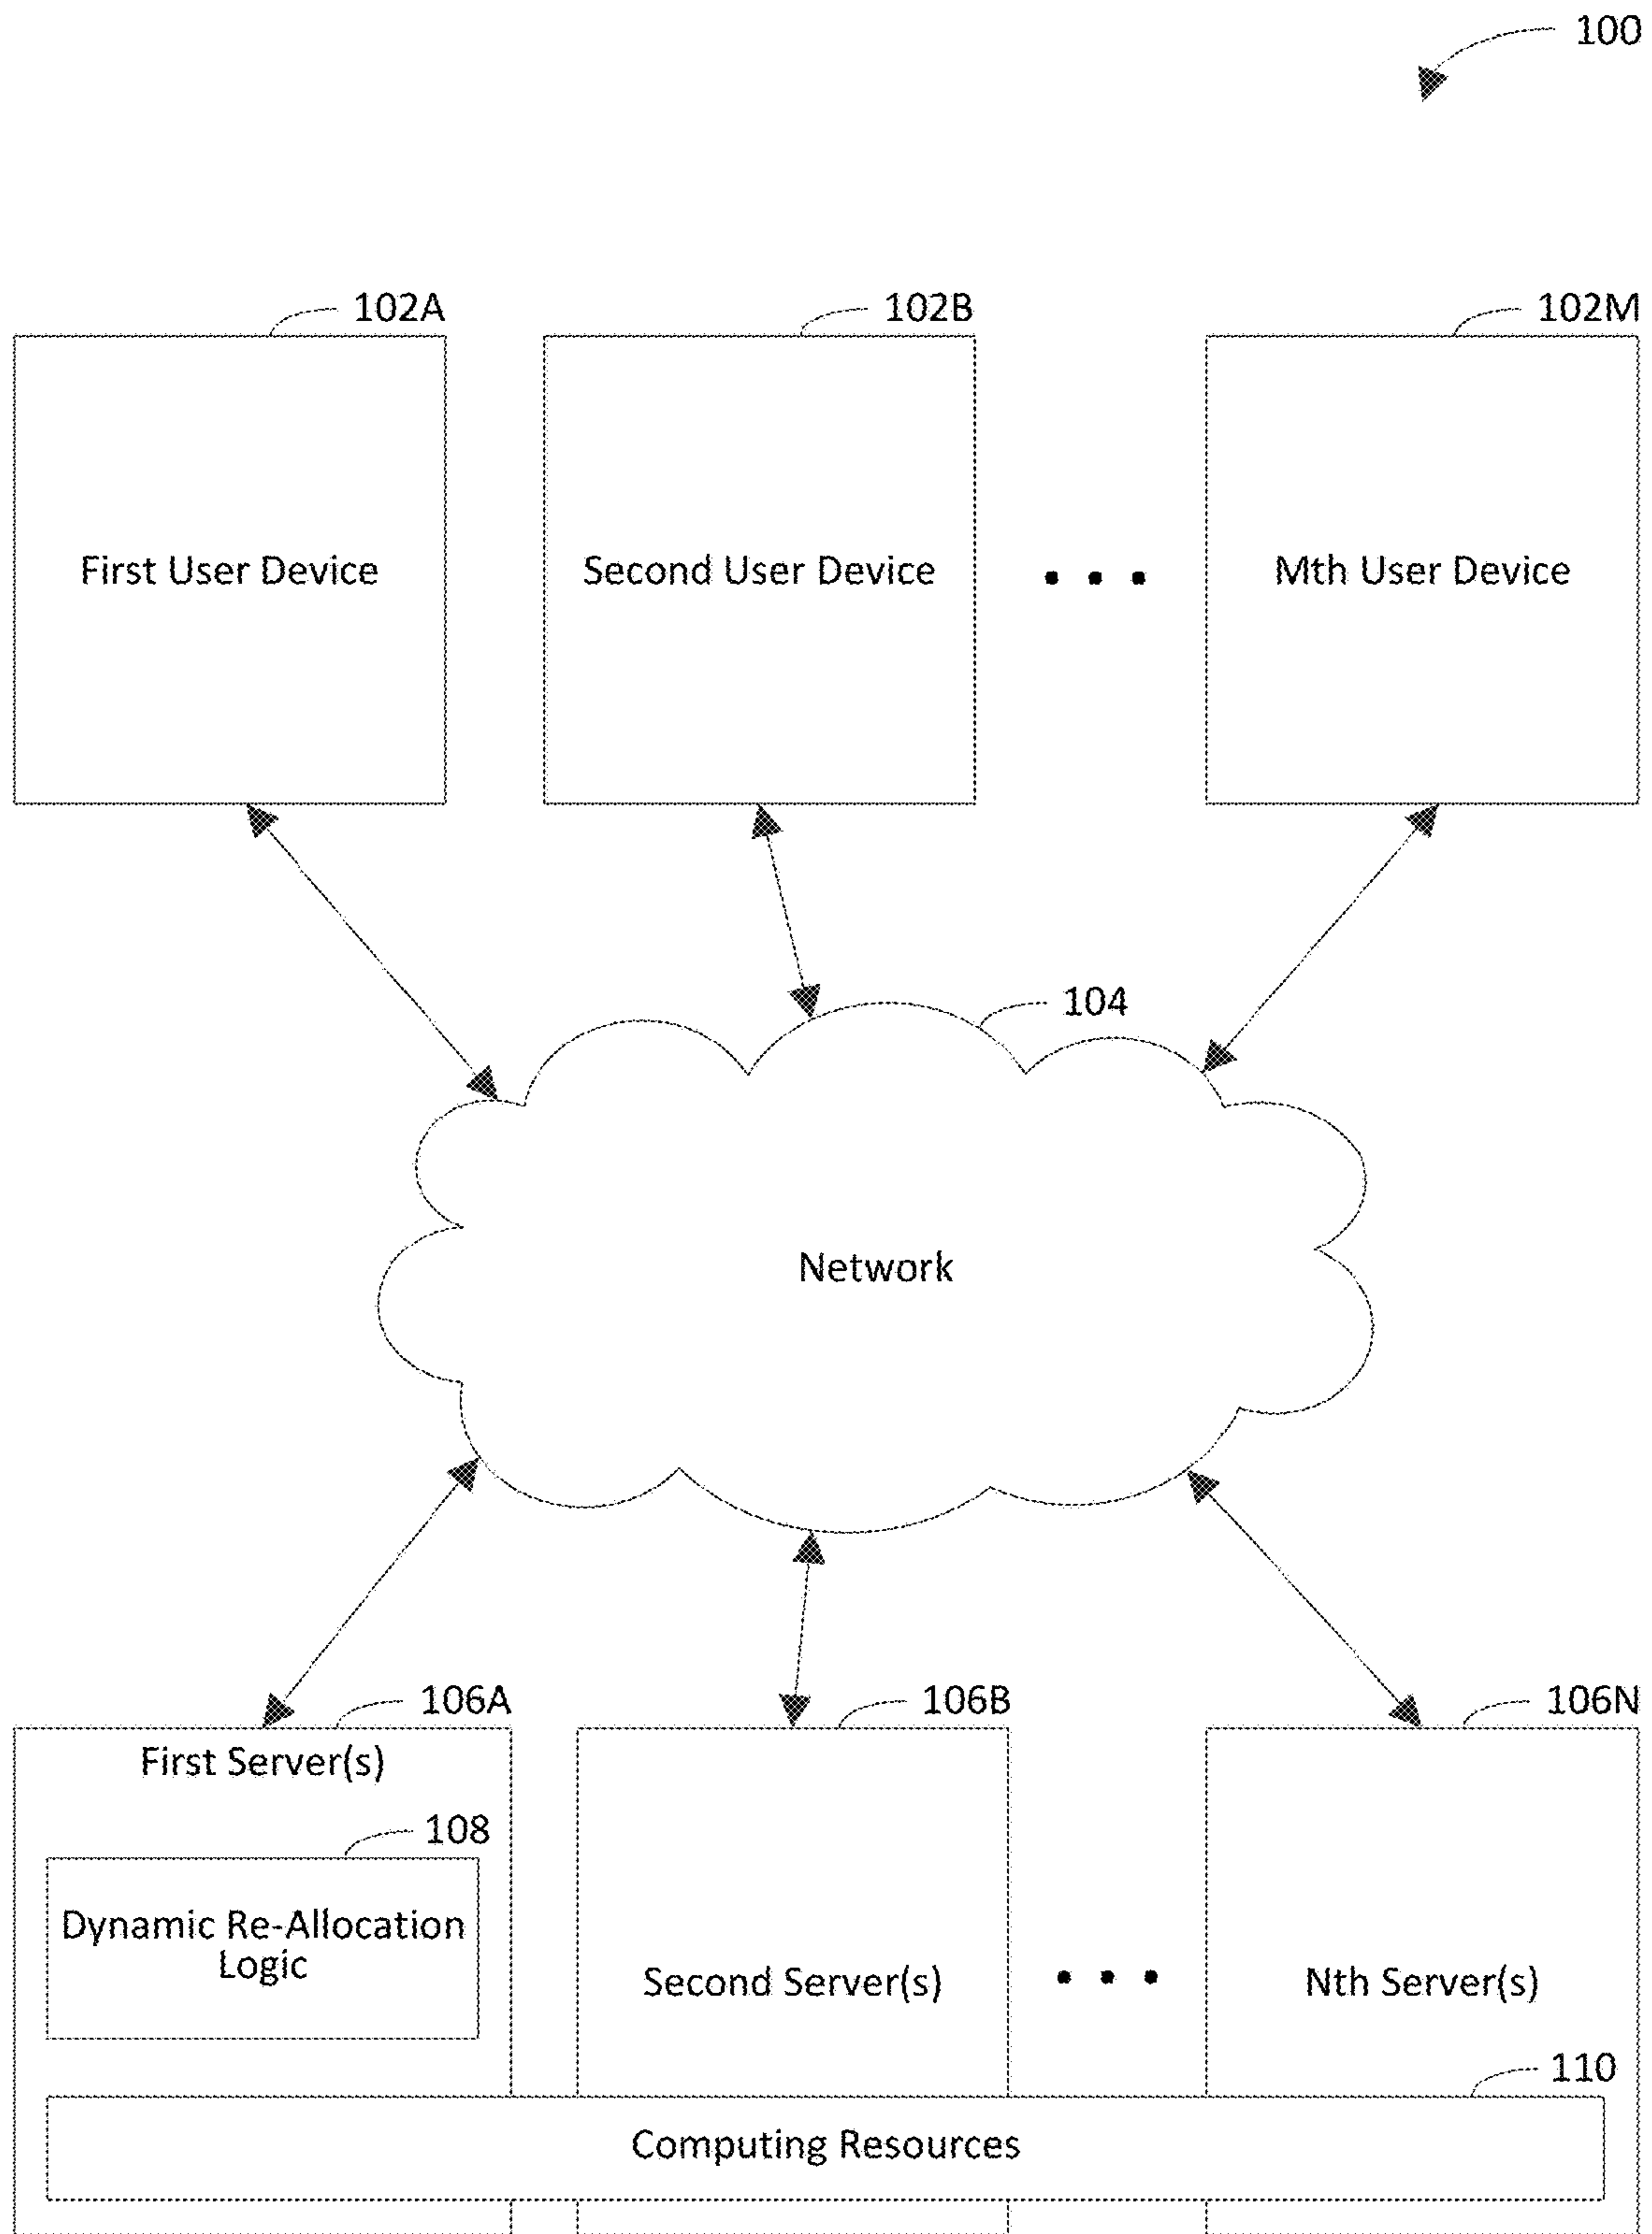 100
102A
102B
102M
First User Device
Second User Device
Mth User Device
104
Network
106A
106B
106N
First Server(s)
108
Dynamic Re-Allocation
Logic
Second Server(s)
Nth Server(s)
110
Computing Resources